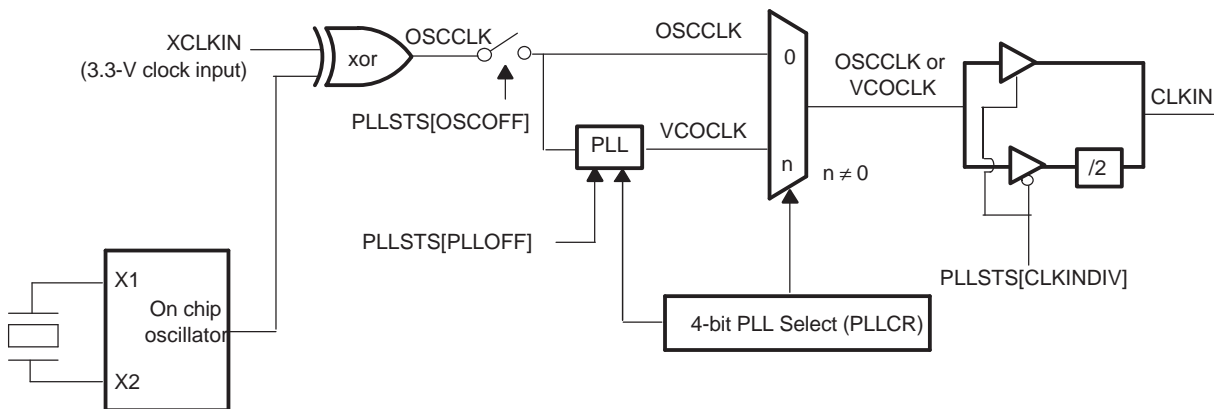 XCLKIN
(3.3-V clock input)
xor
OSCCLK
PLLSTS[OSCOFF]
OSCCLK
0
OSCCLK or
VCOCLK
CLKIN
PLL
VCOCLK
n
n ≠ 0
/2
PLLSTS[PLLOFF]
PLLSTS[CLKINDIV]
X1
On chip
oscillator
X2
4-bit PLL Select (PLLCR)